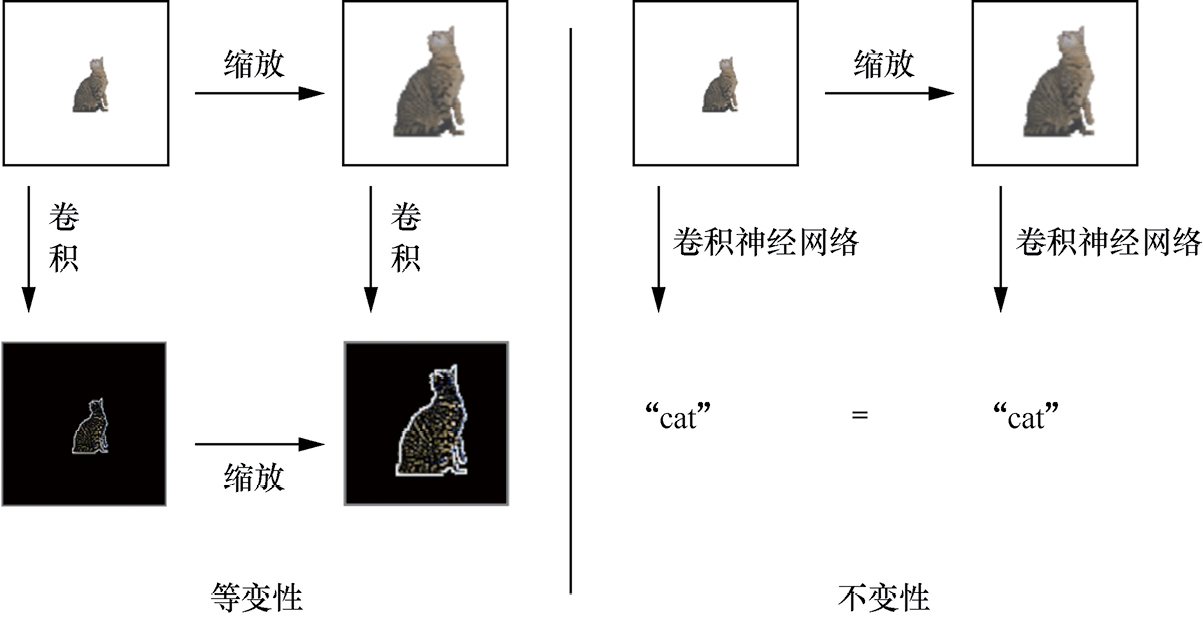 缩放
缩放
卷
积
卷
积
卷积神经网络
卷积神经网络
“cat”
=
“cat”
缩放
等变性
不变性